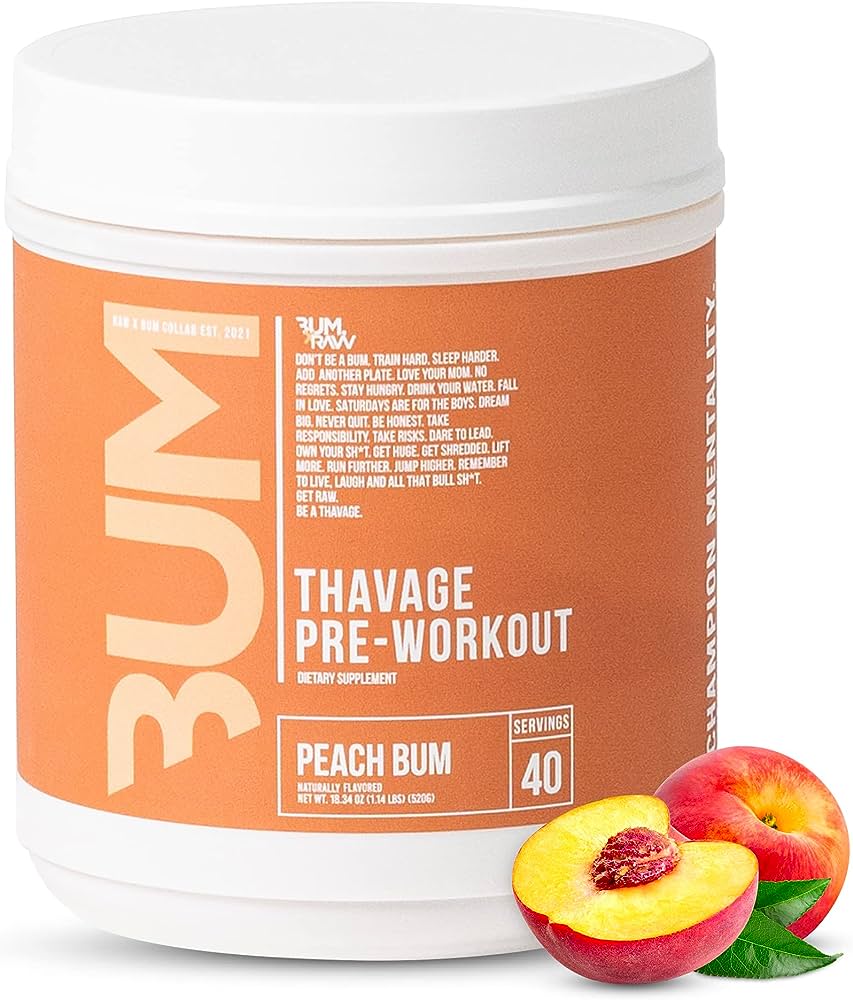 RAW X BUM COLLAB EST. 2021
BUM
BUM
RAW
DON'T BE A BUM. TRAIN HARD. SLEEP HARDER.
ADD ANOTHER PLATE. LOVE YOUR MOM. NO
REGRETS. STAY HUNGRY. DRINK YOUR WATER. FALL
IN LOVE. SATURDAYS ARE FOR THE BOYS. DREAM
BIG. NEVER QUIT. BE HONEST. TAKE
RESPONSIBILITY. TAKE RISKS. DARE TO LEAD.
OWN YOUR SH*T. GET HUGE. GET SHREDDED. LIFT
MORE. RUN FURTHER. JUMP HIGHER. REMEMBER
TO LIVE, LAUGH AND ALL THAT BULL SH*T.
GET RAW.
BE A THAVAGE.
THAVAGE
PRE-WORKOUT
DIETARY SUPPLEMENT
PEACH BUM
NATURALLY FLAVORED
NET WT. 18.34 OZ (1.14 LBS) (520G)
SERVINGS
40
CHAMPION MENTALITY.